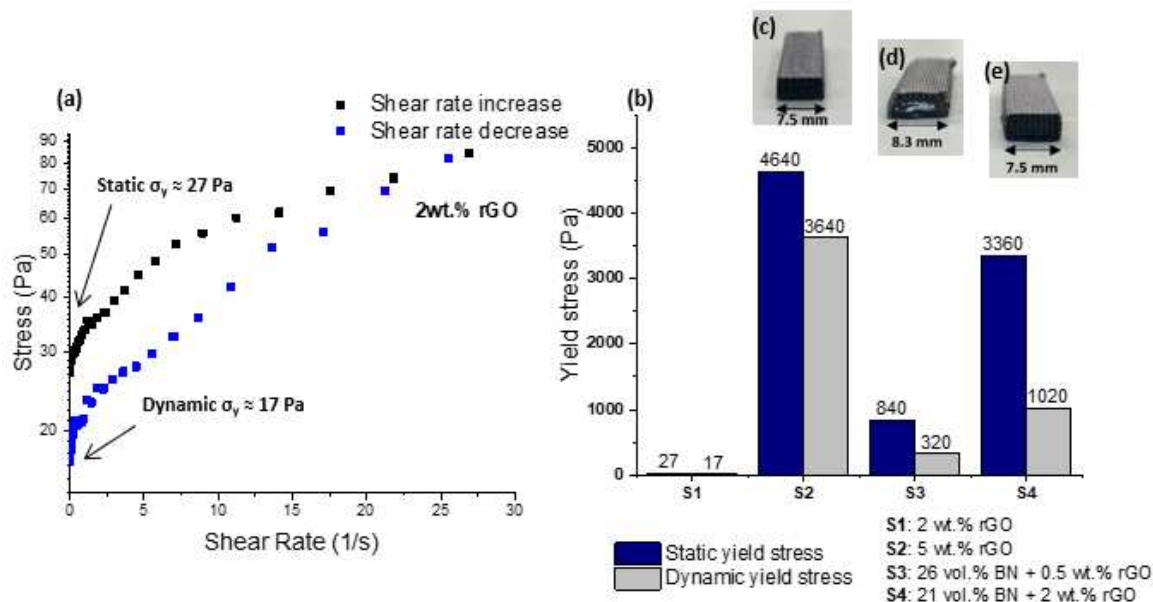 (a)
Shear rate increase
Shear rate decrease
Static σy ≈ 27 Pa
2wt.% rGO
Dynamic σy ≈ 17 Pa
Stress (Pa)
90
80
70
60
50
40
30
20
0
5
10
15
20
25
30
Shear Rate (1/s)
(b)
(c)
7.5 mm
(d)
8.3 mm
(e)
7.5 mm
Yield stress (Pa)
5000
4000
3000
2000
1000
0
27
17
4640
3640
840
320
3360
1020
S1
S2
S3
S4
Static yield stress
Dynamic yield stress
S1: 2 wt.% rGO
S2: 5 wt.% rGO
S3: 26 vol.% BN + 0.5 wt.% rGO
S4: 21 vol.% BN + 2 wt.% rGO